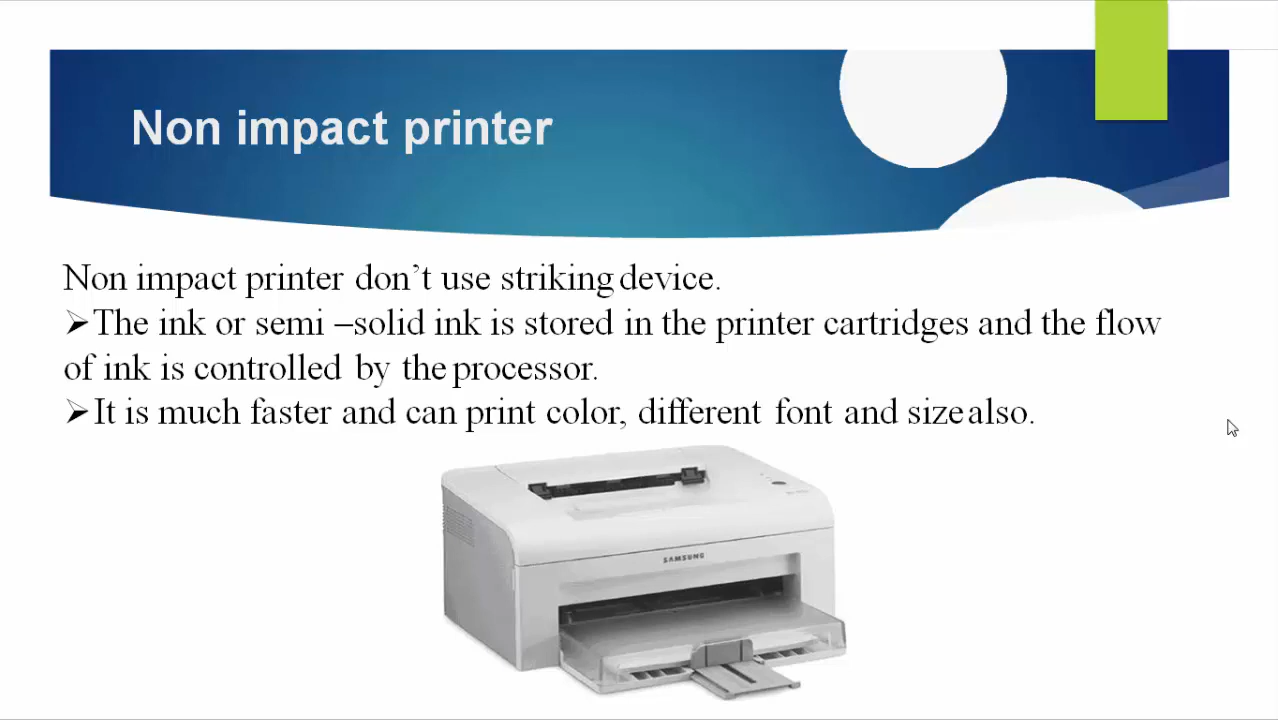 Non impact printer
Non impact printer don't use striking device.
➢The ink or semi –solid ink is stored in the printer cartridges and the flow
of ink is controlled by the processor.
➢It is much faster and can print color, different font and size also.
SAMSUNG